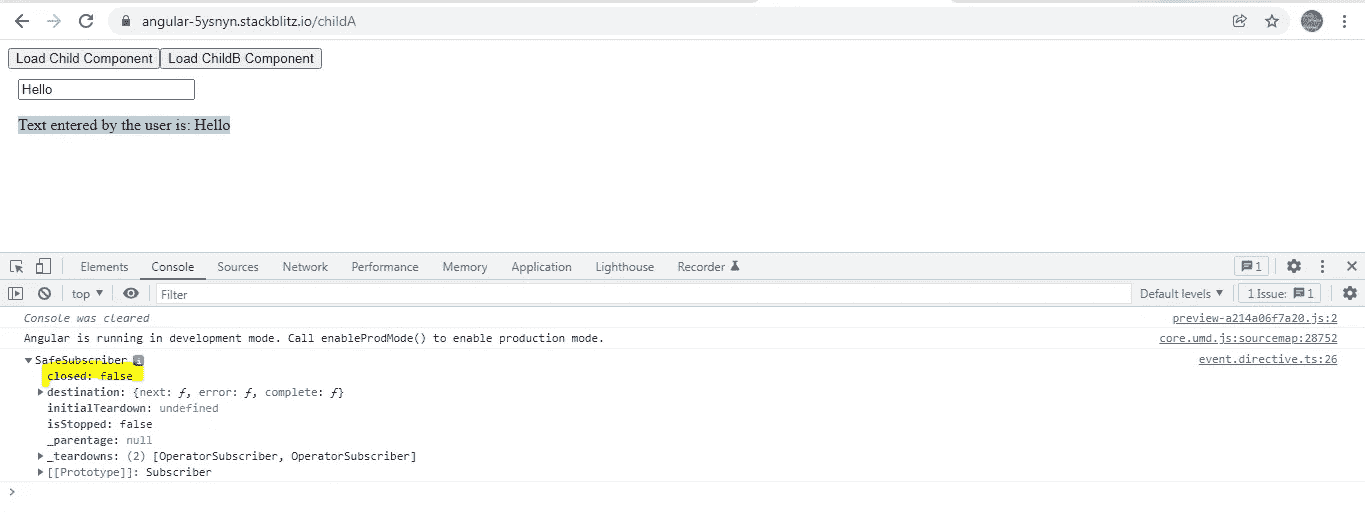 angular-5ysnyn.stackblitz.io/childA
Load Child Component Load ChildB Component
Hello
Text entered by the user is: Hello
Elements Console Sources Network Performance Memory Application Lighthouse Recorder 1
top Filter Default levels 1 Issue: 1
Console was cleared preview-a214a06f7a20.js:2
Angular is running in development mode. Call enableProdMode() to enable production mode. core.umd.js:sourcemap:28752
SafeSubscriber i event.directive.ts:26
closed: false
destination: {next: ƒ, error: ƒ, complete: ƒ}
initialTeardown: undefined
isStopped: false
_parentage: null
_teardowns: (2) [OperatorSubscriber, OperatorSubscriber]
[[Prototype]]: Subscriber